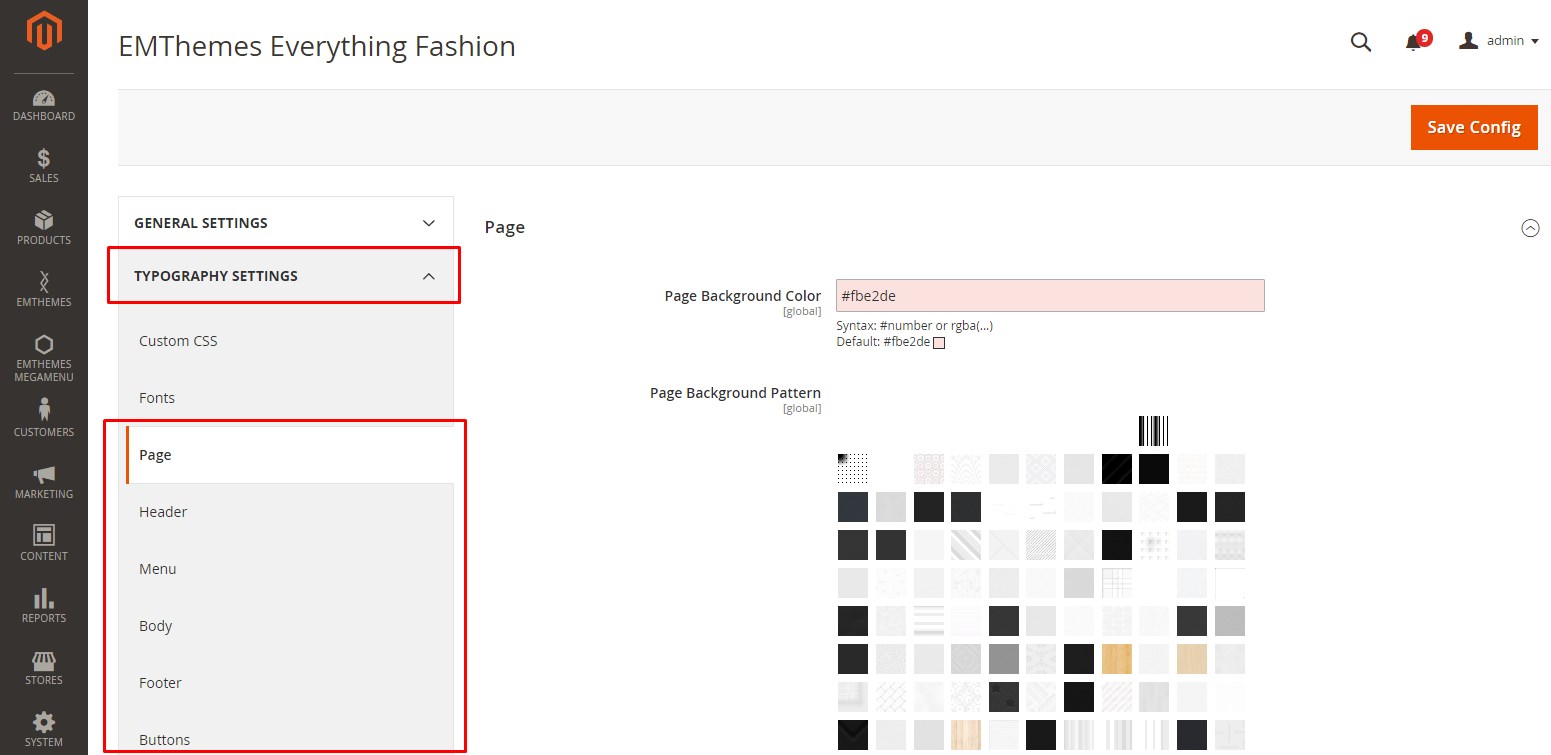 EMThemes Everything Fashion
9
admin
Save Config
DASHBOARD
SALES
PRODUCTS
EMTHEMES
EMTHEMES
MEGAMENU
CUSTOMERS
MARKETING
CONTENT
REPORTS
STORES
SYSTEM
GENERAL SETTINGS
TYPOGRAPHY SETTINGS
Custom CSS
Fonts
Page
Header
Menu
Body
Footer
Buttons
Page
Page Background Color
[global]
#fbe2de
Syntax: #number or rgba(...)
Default: #fbe2de
Page Background Pattern
[global]